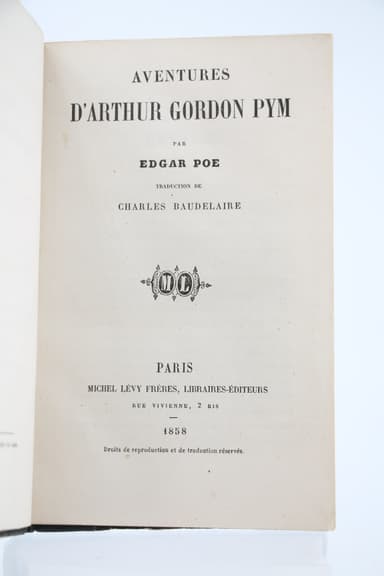 AVENTURES
D'ARTHUR GORDON PYM
PAR
EDGAR POE
TRADUCTION DE
CHARLES BAUDELAIRE
ML
PARIS
MICHEL LÉVY FRÈRES, LIBRAIRES-ÉDITEURS
RUE VIVIENNE, 2 BIS
—
1858
Droits de reproduction et de traduction réservés.